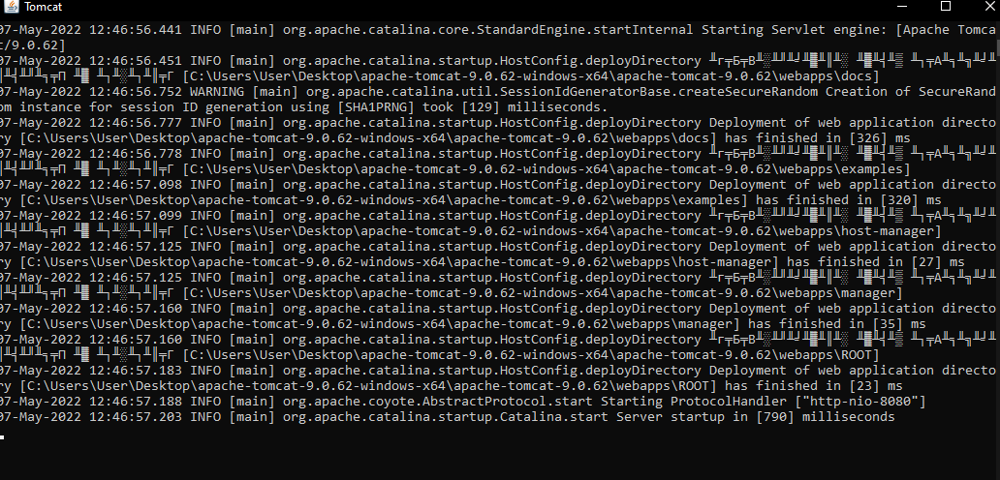 Tomcat
07-May-2022 12:46:56.441 INFO [main] org.apache.catalina.core.StandardEngine.startInternal Starting Servlet engine: [Apache Tomca
t/9.0.62]
07-May-2022 12:46:56.451 INFO [main] org.apache.catalina.startup.HostConfig.deployDirectory
[C:\Users\User\Desktop\apache-tomcat-9.0.62-windows-x64\apache-tomcat-9.0.62\webapps\docs]
07-May-2022 12:46:56.752 WARNING [main] org.apache.catalina.util.SessionIdGeneratorBase.createSecureRandom Creation of SecureRand
om instance for session ID generation using [SHA1PRNG] took [129] milliseconds.
07-May-2022 12:46:56.777 INFO [main] org.apache.catalina.startup.HostConfig.deployDirectory Deployment of web application directo
ry [C:\Users\User\Desktop\apache-tomcat-9.0.62-windows-x64\apache-tomcat-9.0.62\webapps\docs] has finished in [326] ms
07-May-2022 12:46:56.778 INFO [main] org.apache.catalina.startup.HostConfig.deployDirectory
[C:\Users\User\Desktop\apache-tomcat-9.0.62-windows-x64\apache-tomcat-9.0.62\webapps\examples]
07-May-2022 12:46:57.098 INFO [main] org.apache.catalina.startup.HostConfig.deployDirectory Deployment of web application directo
ry [C:\Users\User\Desktop\apache-tomcat-9.0.62-windows-x64\apache-tomcat-9.0.62\webapps\examples] has finished in [320] ms
07-May-2022 12:46:57.099 INFO [main] org.apache.catalina.startup.HostConfig.deployDirectory
[C:\Users\User\Desktop\apache-tomcat-9.0.62-windows-x64\apache-tomcat-9.0.62\webapps\host-manager]
07-May-2022 12:46:57.125 INFO [main] org.apache.catalina.startup.HostConfig.deployDirectory Deployment of web application directo
ry [C:\Users\User\Desktop\apache-tomcat-9.0.62-windows-x64\apache-tomcat-9.0.62\webapps\host-manager] has finished in [27] ms
07-May-2022 12:46:57.125 INFO [main] org.apache.catalina.startup.HostConfig.deployDirectory
[C:\Users\User\Desktop\apache-tomcat-9.0.62-windows-x64\apache-tomcat-9.0.62\webapps\manager]
07-May-2022 12:46:57.160 INFO [main] org.apache.catalina.startup.HostConfig.deployDirectory Deployment of web application directo
ry [C:\Users\User\Desktop\apache-tomcat-9.0.62-windows-x64\apache-tomcat-9.0.62\webapps\manager] has finished in [35] ms
07-May-2022 12:46:57.160 INFO [main] org.apache.catalina.startup.HostConfig.deployDirectory
[C:\Users\User\Desktop\apache-tomcat-9.0.62-windows-x64\apache-tomcat-9.0.62\webapps\ROOT]
07-May-2022 12:46:57.183 INFO [main] org.apache.catalina.startup.HostConfig.deployDirectory Deployment of web application directo
ry [C:\Users\User\Desktop\apache-tomcat-9.0.62-windows-x64\apache-tomcat-9.0.62\webapps\ROOT] has finished in [23] ms
07-May-2022 12:46:57.188 INFO [main] org.apache.coyote.AbstractProtocol.start Starting ProtocolHandler ["http-nio-8080"]
07-May-2022 12:46:57.203 INFO [main] org.apache.catalina.startup.Catalina.start Server startup in [790] milliseconds